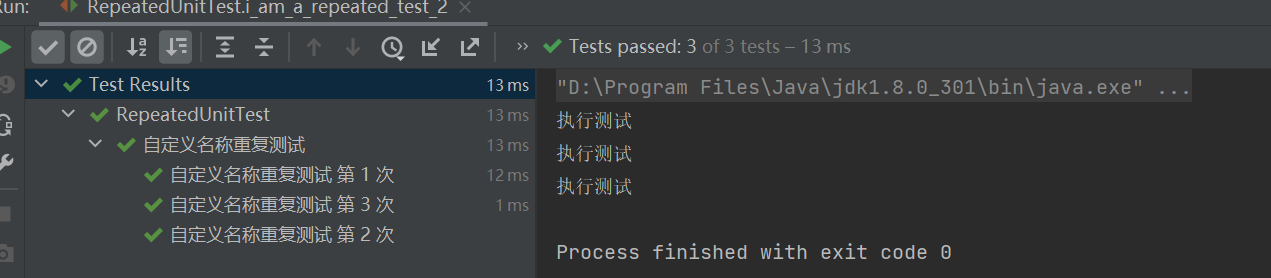 Run: RepeatedUnitTest.i_am_a_repeated_test_2
Tests passed: 3 of 3 tests – 13 ms
Test Results 13 ms
RepeatedUnitTest 13 ms
自定义名称重复测试 13 ms
自定义名称重复测试 第 1 次 12 ms
自定义名称重复测试 第 3 次 1 ms
自定义名称重复测试 第 2 次
"D:\Program Files\Java\jdk1.8.0_301\bin\java.exe" ...
执行测试
执行测试
执行测试
Process finished with exit code 0